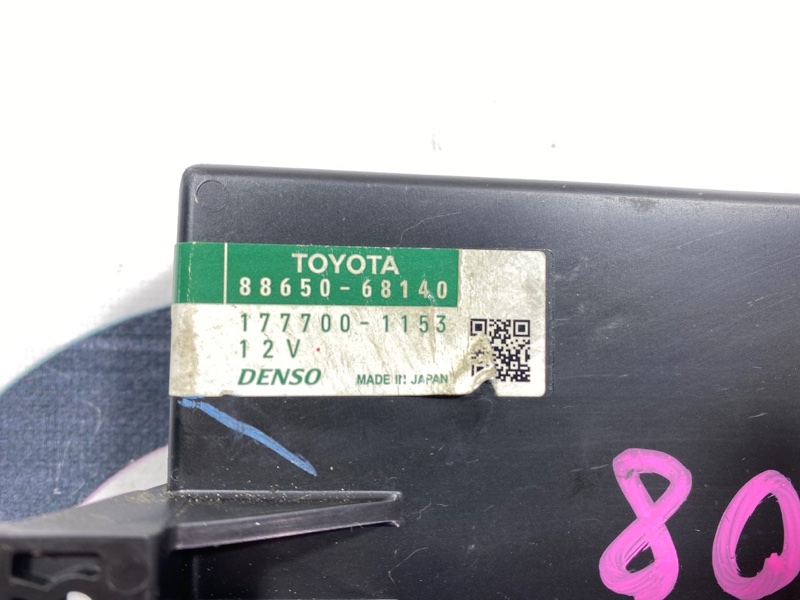 TOYOTA
88650-68140
177700-1153
12V
DENSO MADE IN JAPAN
80